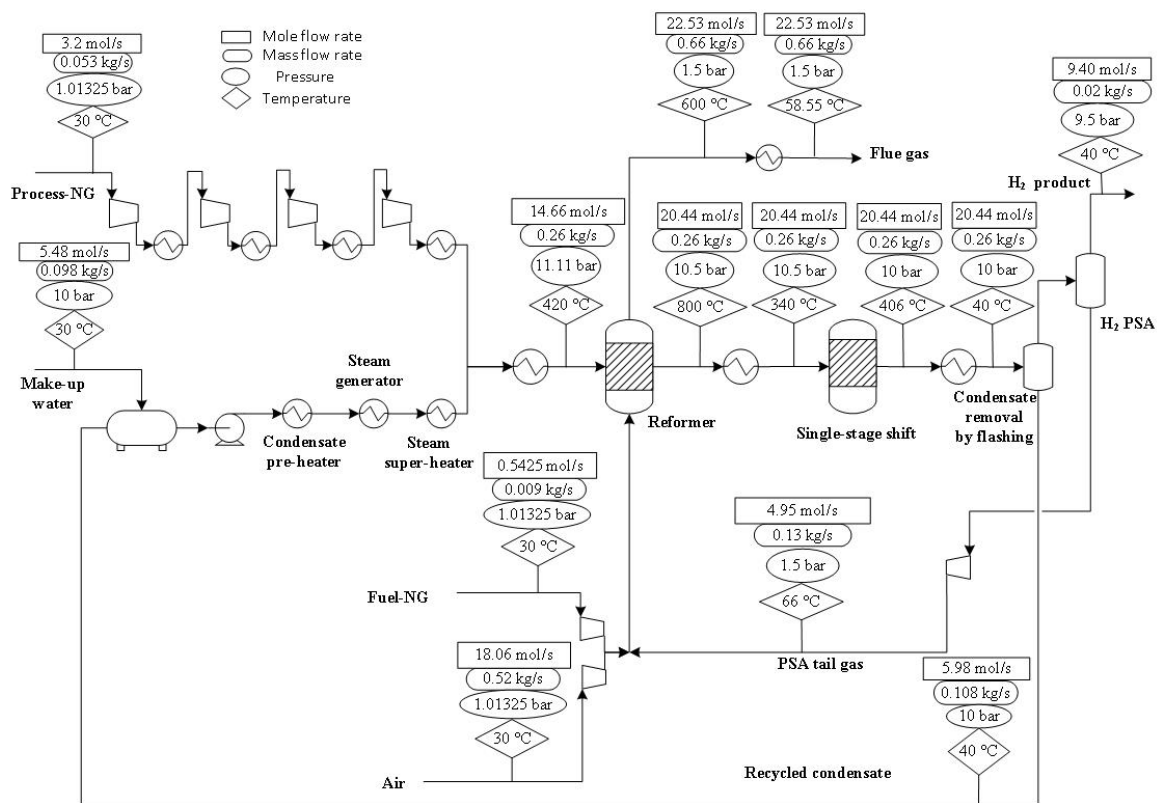 3.2 mol/s
0.053 kg/s
1.01325 bar
30 °C
Process-NG
Mole flow rate
Mass flow rate
Pressure
Temperature
22.53 mol/s
0.66 kg/s
1.5 bar
600 °C
22.53 mol/s
0.66 kg/s
1.5 bar
58.55 °C
Flue gas
9.40 mol/s
0.02 kg/s
9.5 bar
40 °C
H₂ product
5.48 mol/s
0.098 kg/s
10 bar
30 °C
Make-up
water
14.66 mol/s
0.26 kg/s
11.11 bar
420 °C
20.44 mol/s
0.26 kg/s
10.5 bar
800 °C
20.44 mol/s
0.26 kg/s
10.5 bar
340 °C
20.44 mol/s
0.26 kg/s
10 bar
406 °C
20.44 mol/s
0.26 kg/s
10 bar
40 °C
H₂ PSA
Steam
generator
Condensate
pre-heater
Steam
super-heater
Reformer
Single-stage shift
Condensate
removal
by flashing
0.5425 mol/s
0.009 kg/s
1.01325 bar
30 °C
Fuel-NG
4.95 mol/s
0.13 kg/s
1.5 bar
66 °C
PSA tail gas
18.06 mol/s
0.52 kg/s
1.01325 bar
30 °C
Air
5.98 mol/s
0.108 kg/s
10 bar
40 °C
Recycled condensate